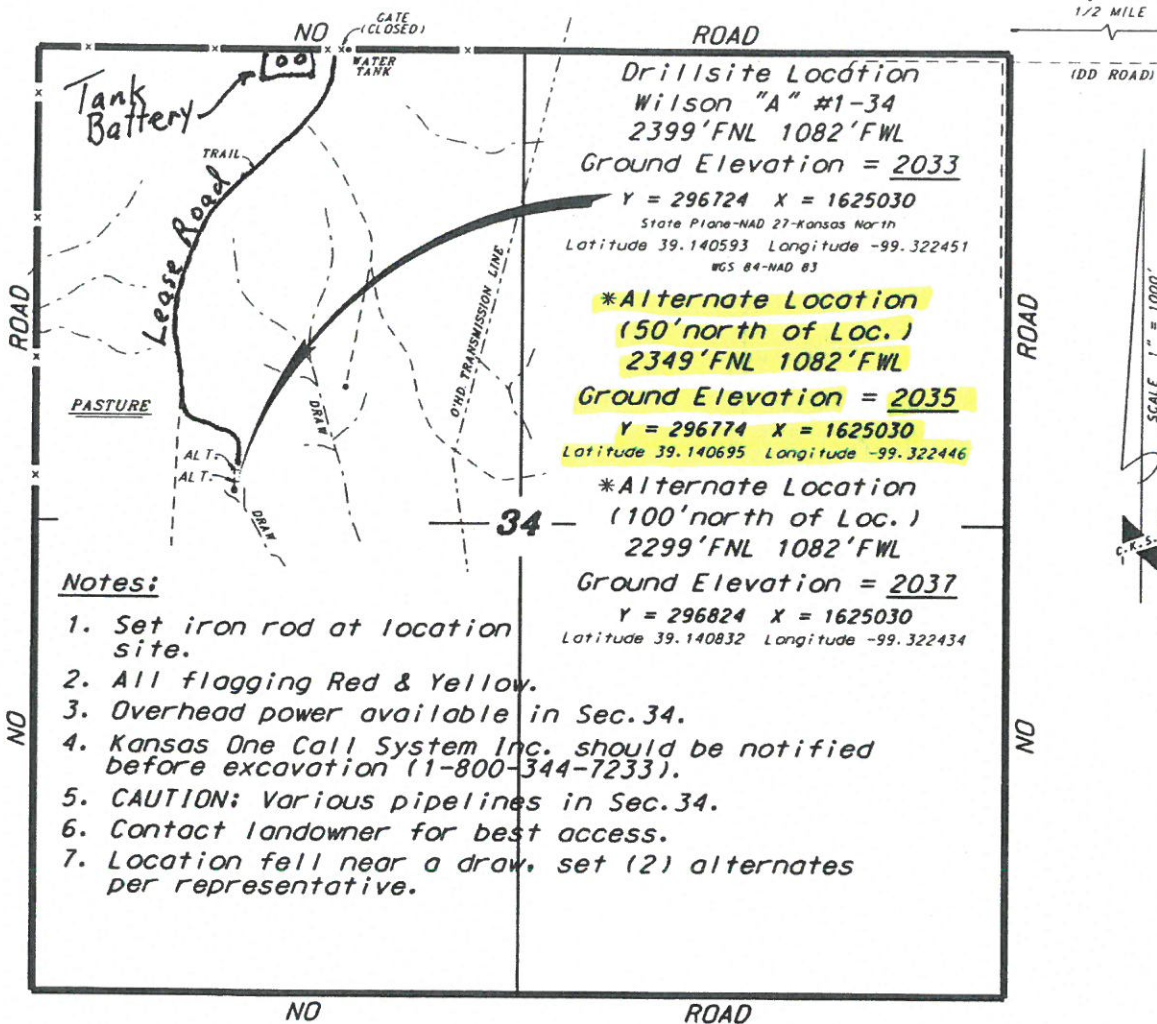 1/2 MILE
(DD ROAD)
NO
GATE
(CLOSED)
ROAD
WATER
TANK
Tank
Battery
TRAIL
Lease Road
ROAD
PASTURE
ALT.
ALT.
DRAW
DRAW
O'HD. TRANSMISSION LINE
Drillsite Location
Wilson "A" #1-34
2399'FNL 1082'FWL
Ground Elevation = 2033
Y = 296724 X = 1625030
State Plane-NAD 27-Kansas North
Latitude 39.140593 Longitude -99.322451
WGS 84-NAD 83
*Alternate Location
(50'north of Loc.)
2349'FNL 1082'FWL
Ground Elevation = 2035
Y = 296774 X = 1625030
Latitude 39.140695 Longitude -99.322446
*Alternate Location
(100'north of Loc.)
2299'FNL 1082'FWL
Ground Elevation = 2037
Y = 296824 X = 1625030
Latitude 39.140832 Longitude -99.322434
34
ROAD
SCALE 1" = 1000'
C.K.S.
Notes:
1. Set iron rod at location
site.
2. All flagging Red & Yellow.
3. Overhead power available in Sec.34.
4. Kansas One Call System Inc. should be notified
before excavation (1-800-344-7233).
5. CAUTION: Various pipelines in Sec.34.
6. Contact landowner for best access.
7. Location fell near a draw, set (2) alternates
per representative.
NO
NO
NO
ROAD